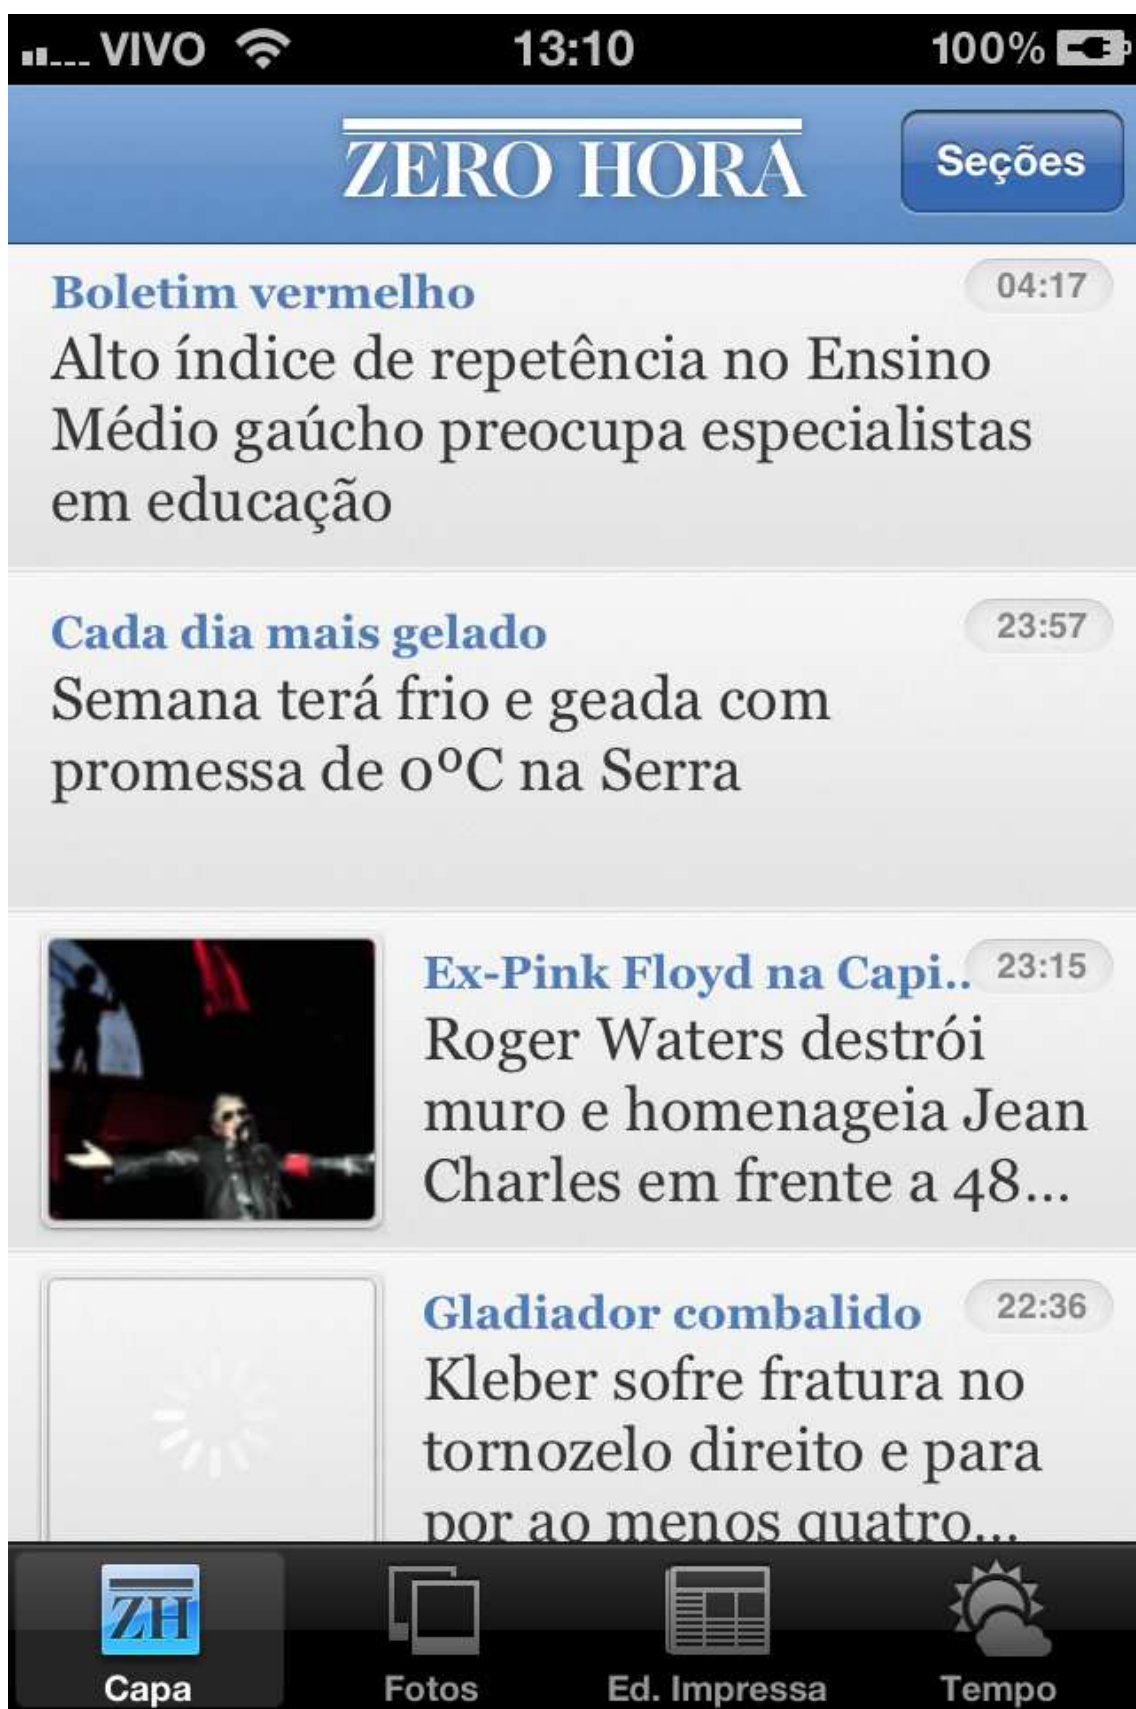 VIVO 13:10 100%
ZERO HORA Seções
Boletim vermelho 04:17
Alto índice de repetência no Ensino
Médio gaúcho preocupa especialistas
em educação
Cada dia mais gelado 23:57
Semana terá frio e geada com
promessa de 0ºC na Serra
Ex-Pink Floyd na Capi.. 23:15
Roger Waters destrói
muro e homenageia Jean
Charles em frente a 48...
Gladiador combalido 22:36
Kleber sofre fratura no
tornozelo direito e para
por ao menos quatro...
ZH
Capa Fotos Ed. Impressa Tempo